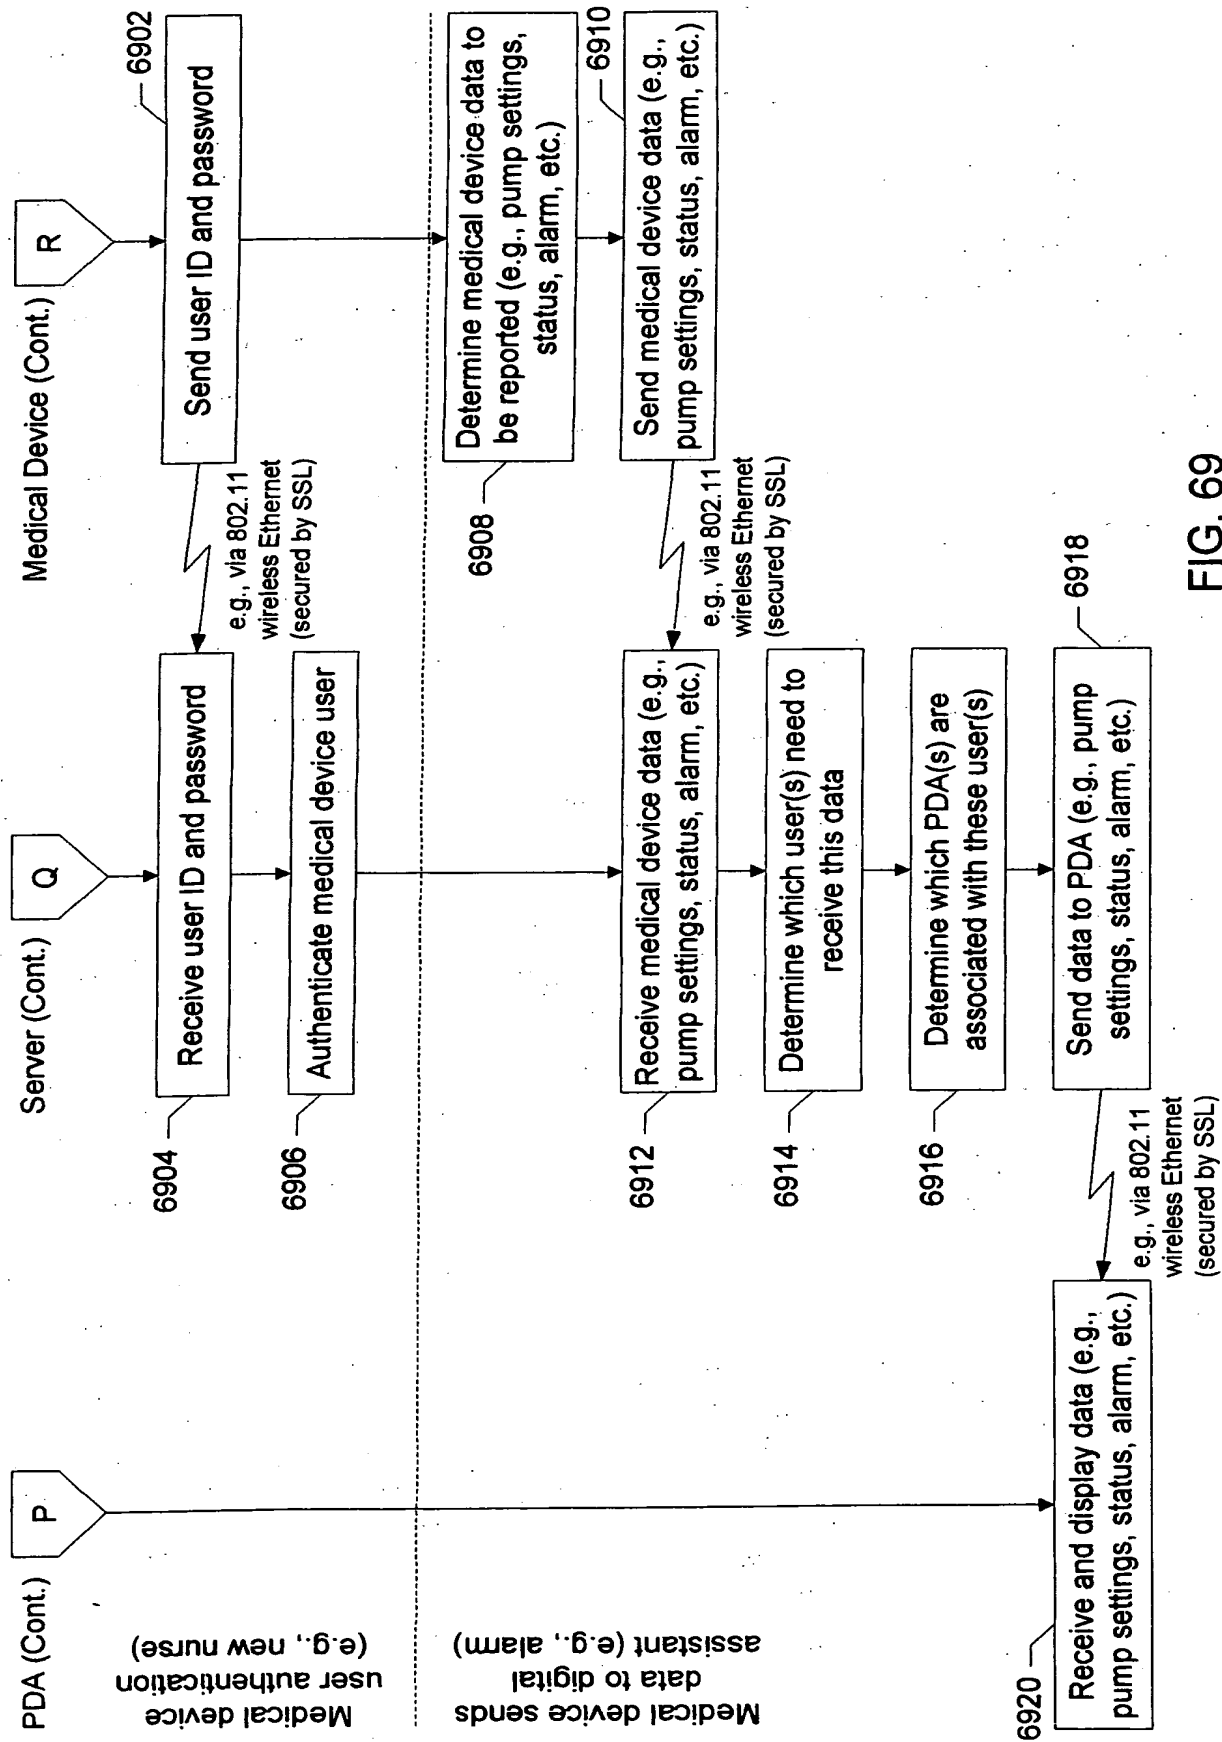 PDA (Cont.)
Server (Cont.)
Medical Device (Cont.)
P
Q
R
Medical device
user authentication
(e.g., new nurse)
6902
Send user ID and password
e.g., via 802.11
wireless Ethernet
(secured by SSL)
6904
Receive user ID and password
6906
Authenticate medical device user
Medical device sends
data to digital
assistant (e.g., alarm)
6908
Determine medical device data to
be reported (e.g., pump settings,
status, alarm, etc.)
6910
Send medical device data (e.g.,
pump settings, status, alarm, etc.)
e.g., via 802.11
wireless Ethernet
(secured by SSL)
6912
Receive medical device data (e.g.,
pump settings, status, alarm, etc.)
6914
Determine which user(s) need to
receive this data
6916
Determine which PDA(s) are
associated with these user(s)
6918
Send data to PDA (e.g., pump
settings, status, alarm, etc.)
e.g., via 802.11
wireless Ethernet
(secured by SSL)
6920
Receive and display data (e.g.,
pump settings, status, alarm, etc.)
FIG. 69